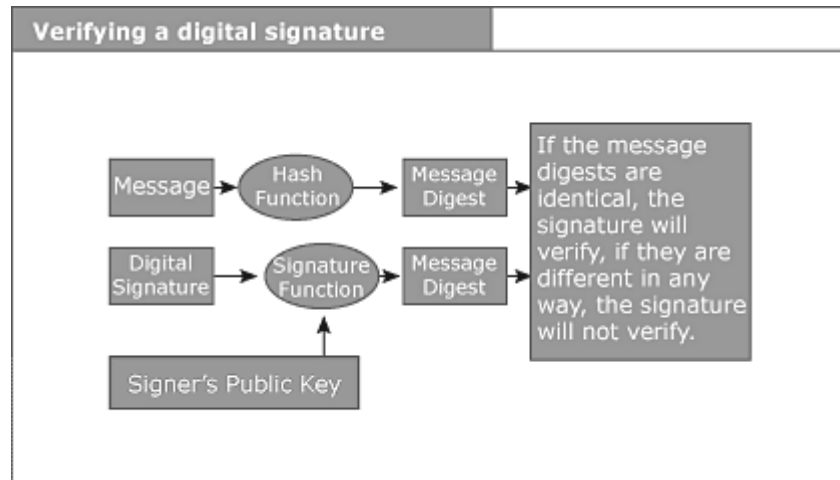 Verifying a digital signature
Message
Hash
Function
Message
Digest
Digital
Signature
Signature
Function
Message
Digest
Signer's Public Key
If the message
digests are
identical, the
signature will
verify, if they are
different in any
way, the signature
will not verify.